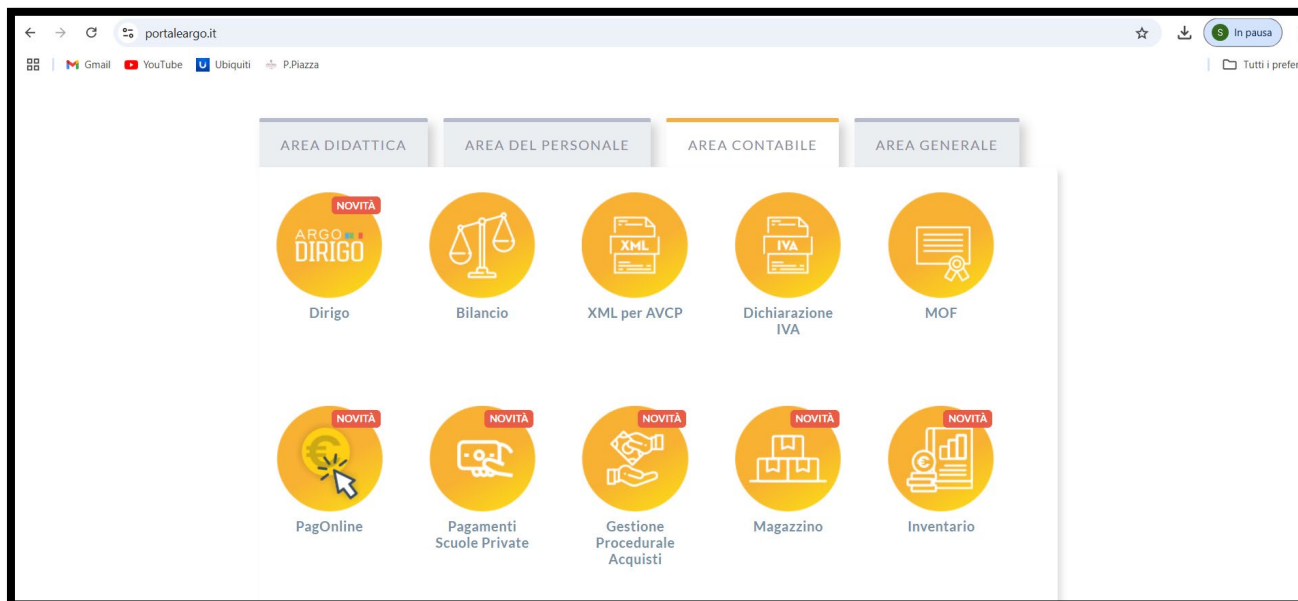 portaleargo.it
S In pausa
Gmail YouTube U Ubiquiti P.Piazza
Tutti i prefer
AREA DIDATTICA AREA DEL PERSONALE AREA CONTABILE AREA GENERALE
NOVITÀ
ARGO
DIRIGO
XML
IVA
Dirigo Bilancio XML per AVCP Dichiarazione
IVA
MOF
NOVITÀ NOVITÀ NOVITÀ NOVITÀ NOVITÀ
€
€
PagOnline
Pagamenti
Scuole Private
Gestione
Procedurale
Acquisti
Magazzino
Inventario